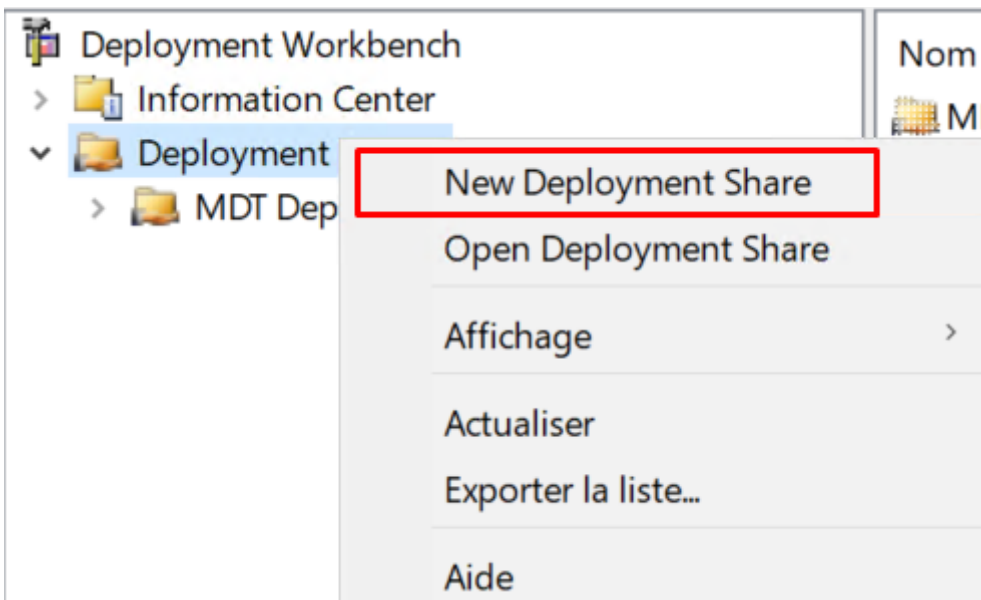 Deployment Workbench
Information Center
Deployment
MDT Dep
Nom
New Deployment Share
Open Deployment Share
Affichage
Actualiser
Exporter la liste...
Aide